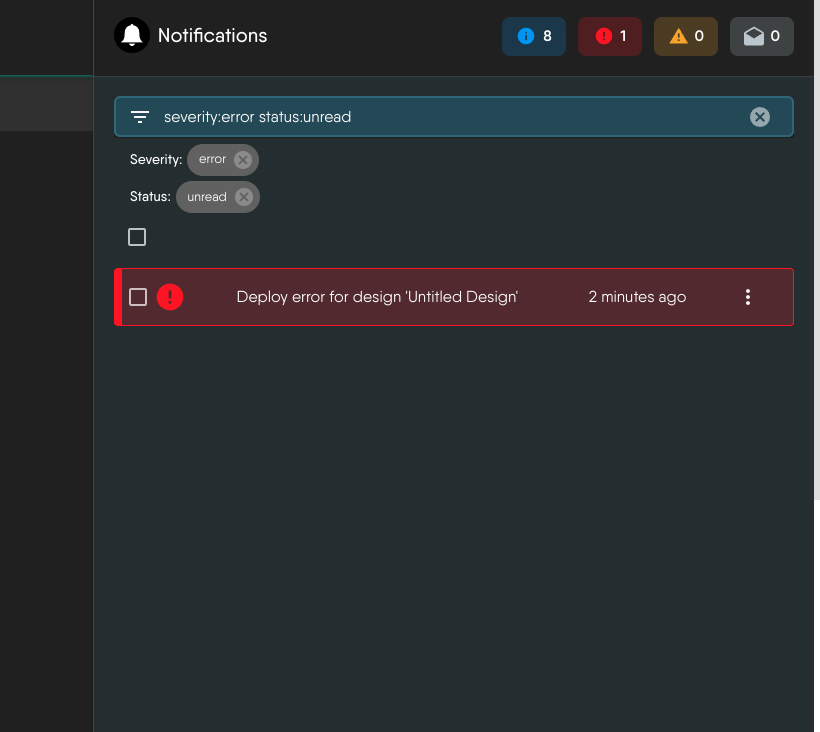 Notifications 8 1 0 0
severity:error status:unread
Severity: error
Status: unread
Deploy error for design 'Untitled Design' 2 minutes ago